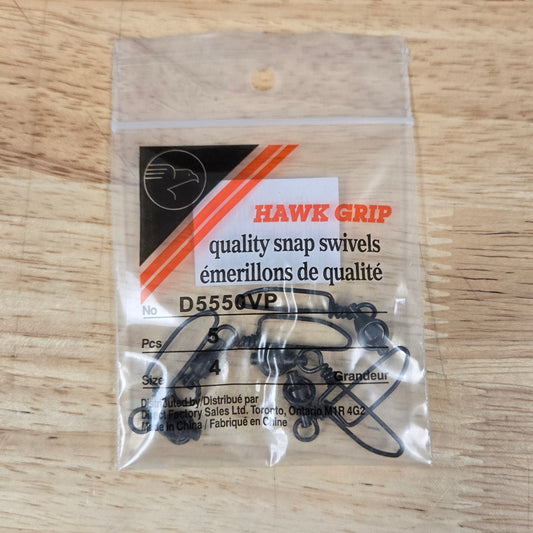 HAWK GRIP
quality snap swivels
émerillons de qualité
No D5550VP
Pcs 5
Size 4 Grandeur
Distributed by/Distribué par
Direct Factory Sales Ltd. Toronto, Ontario M1R 4G2
Made in China / Fabriqué en Chine